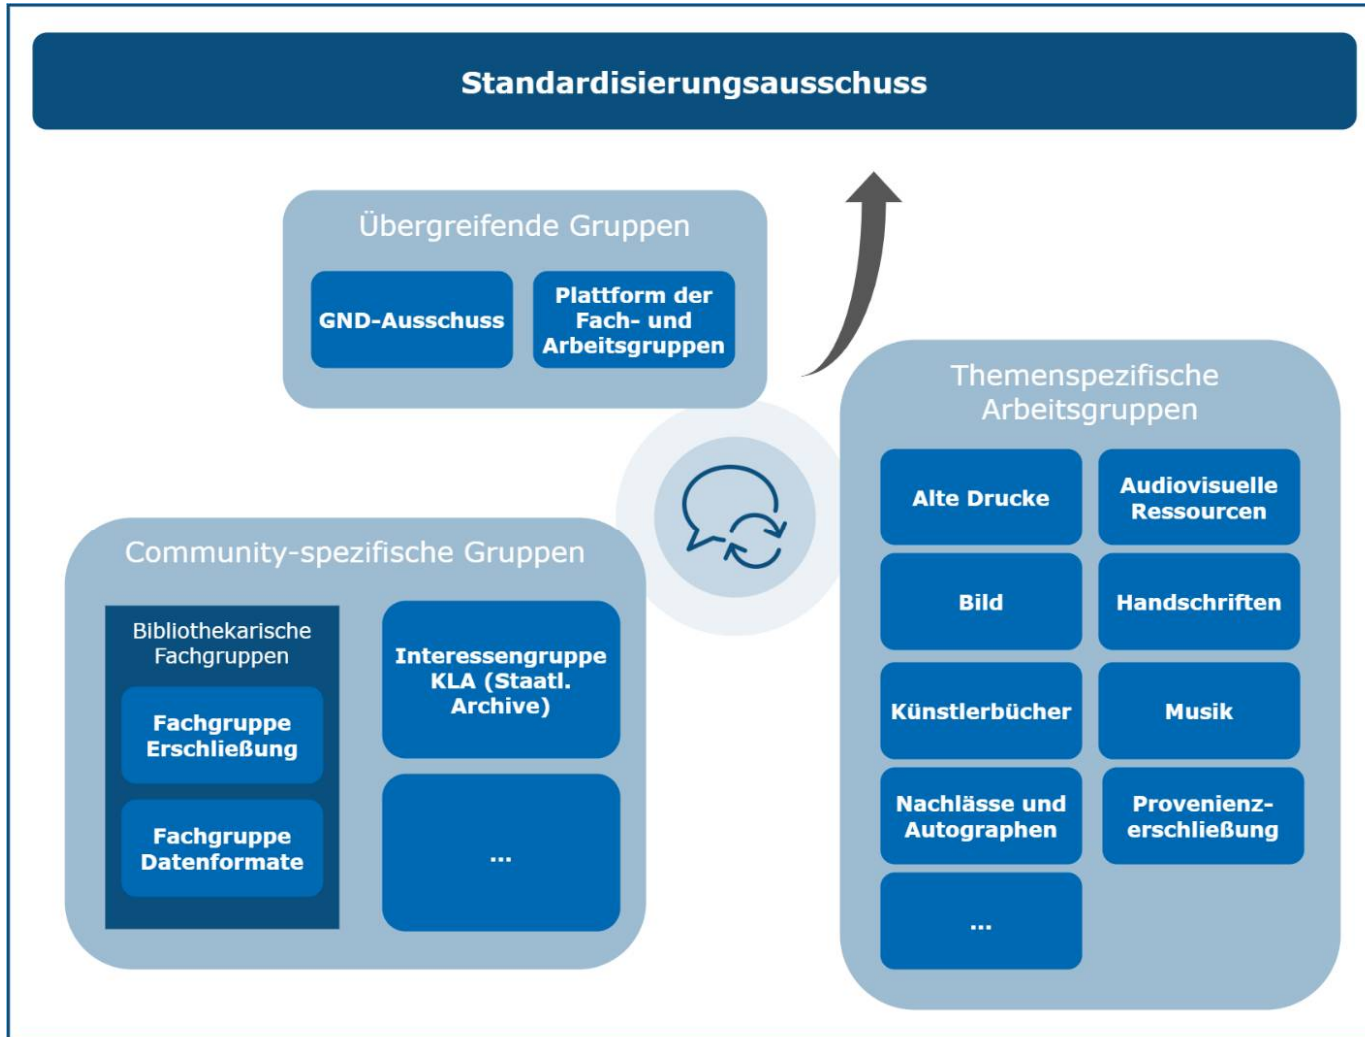 Standardisierungsausschuss
Übergreifende Gruppen
GND-Ausschuss
Plattform der
Fach- und
Arbeitsgruppen
Community-spezifische Gruppen
Bibliothekarische
Fachgruppen
Fachgruppe
Erschließung
Fachgruppe
Datenformate
Interessengruppe
KLA (Staatl.
Archive)
...
Themenspezifische
Arbeitsgruppen
Alte Drucke
Audiovisuelle
Ressourcen
Bild
Handschriften
Künstlerbücher
Musik
Nachlässe und
Autographen
Provenienz-
erschließung
...